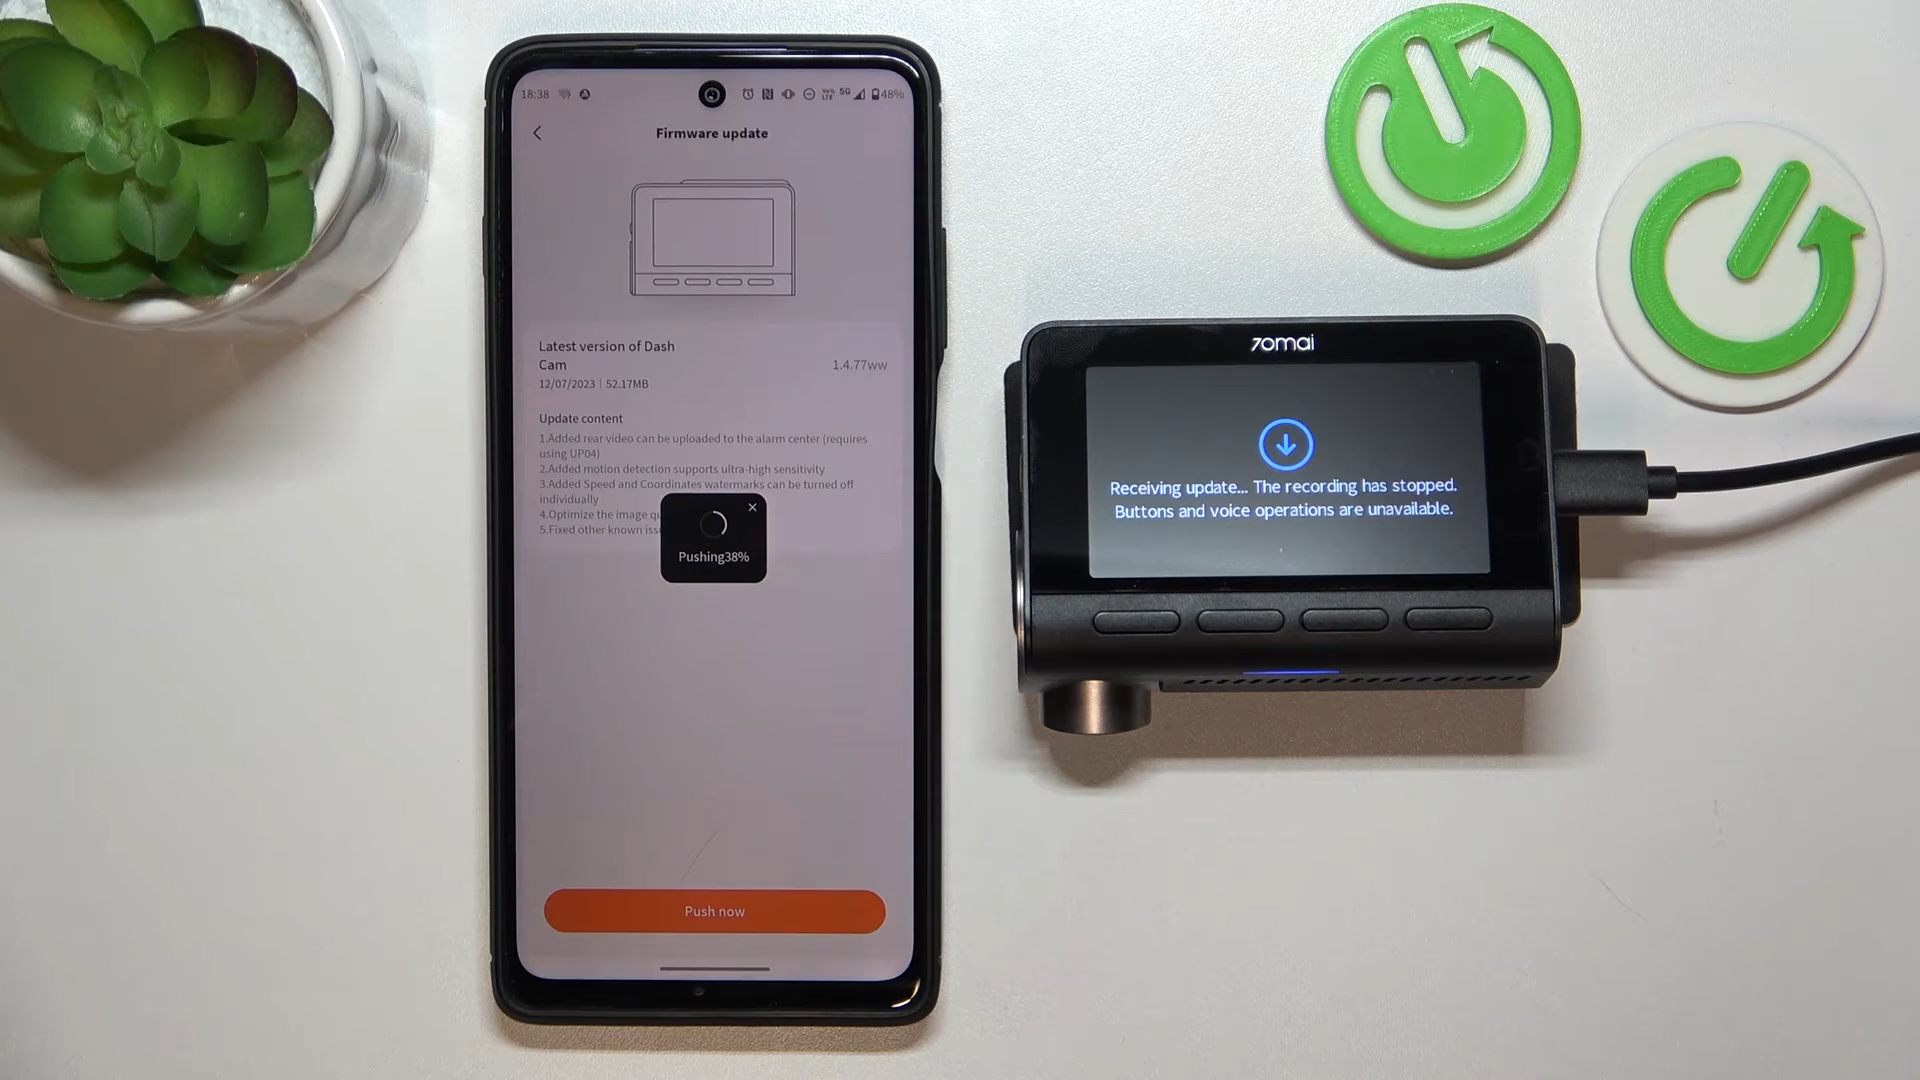 18:38
5G
48%
Firmware update
Latest version of Dash
Cam
1.4.77ww
12/07/2023 | 52.17MB
Update content
1.Added rear video can be uploaded to the alarm center (requires
using UP04)
2.Added motion detection supports ultra-high sensitivity
3.Added Speed and Coordinates watermarks can be turned off
individually
4.Optimize the image
5.Fixed other known
Pushing38%
Push now
70mai
Receiving update... The recording has stopped.
Buttons and voice operations are unavailable.